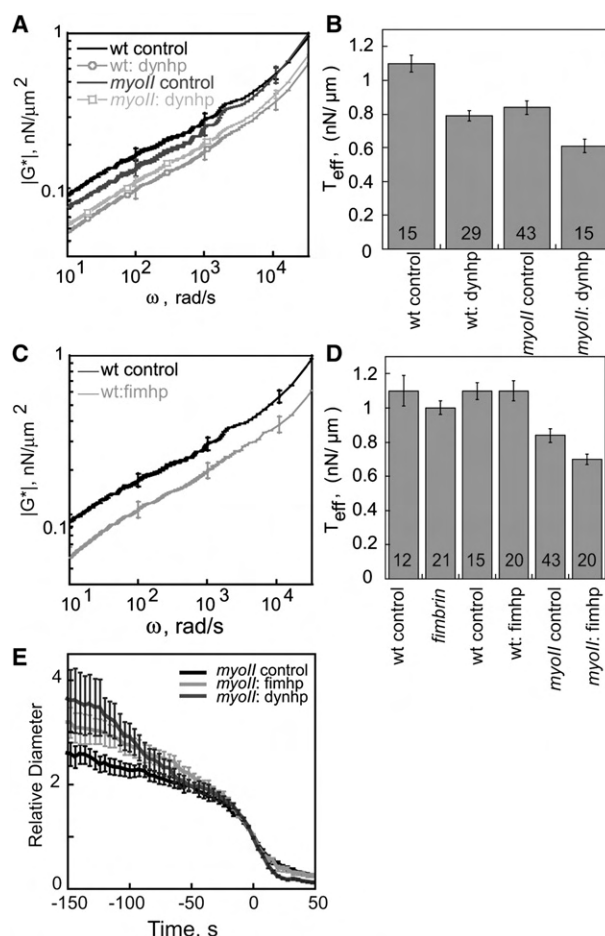 A
wt control
wt: dynhp
myoII control
myoII: dynhp
|G*|, nN/μm 2
1
0.1
10^1 10^2 10^3 10^4
ω, rad/s
B
T_eff, (nN/ μm )
1.2
1
0.8
0.6
0.4
0.2
0
15 29 43 15
wt control
wt: dynhp
myoII control
myoII: dynhp
C
wt control
wt:fimhp
|G*|, nN/μm 2
1
0.1
10^1 10^2 10^3 10^4
ω, rad/s
D
T_eff, (nN/ μm )
1.2
1
0.8
0.6
0.4
0.2
0
12 21 15 20 43 20
wt control
fimbrin
wt control
wt: fimhp
myoII control
myoII: fimhp
E
myoII control
myoII: fimhp
myoII: dynhp
Relative Diameter
4
2
0
-150 -100 -50 0 50
Time, s